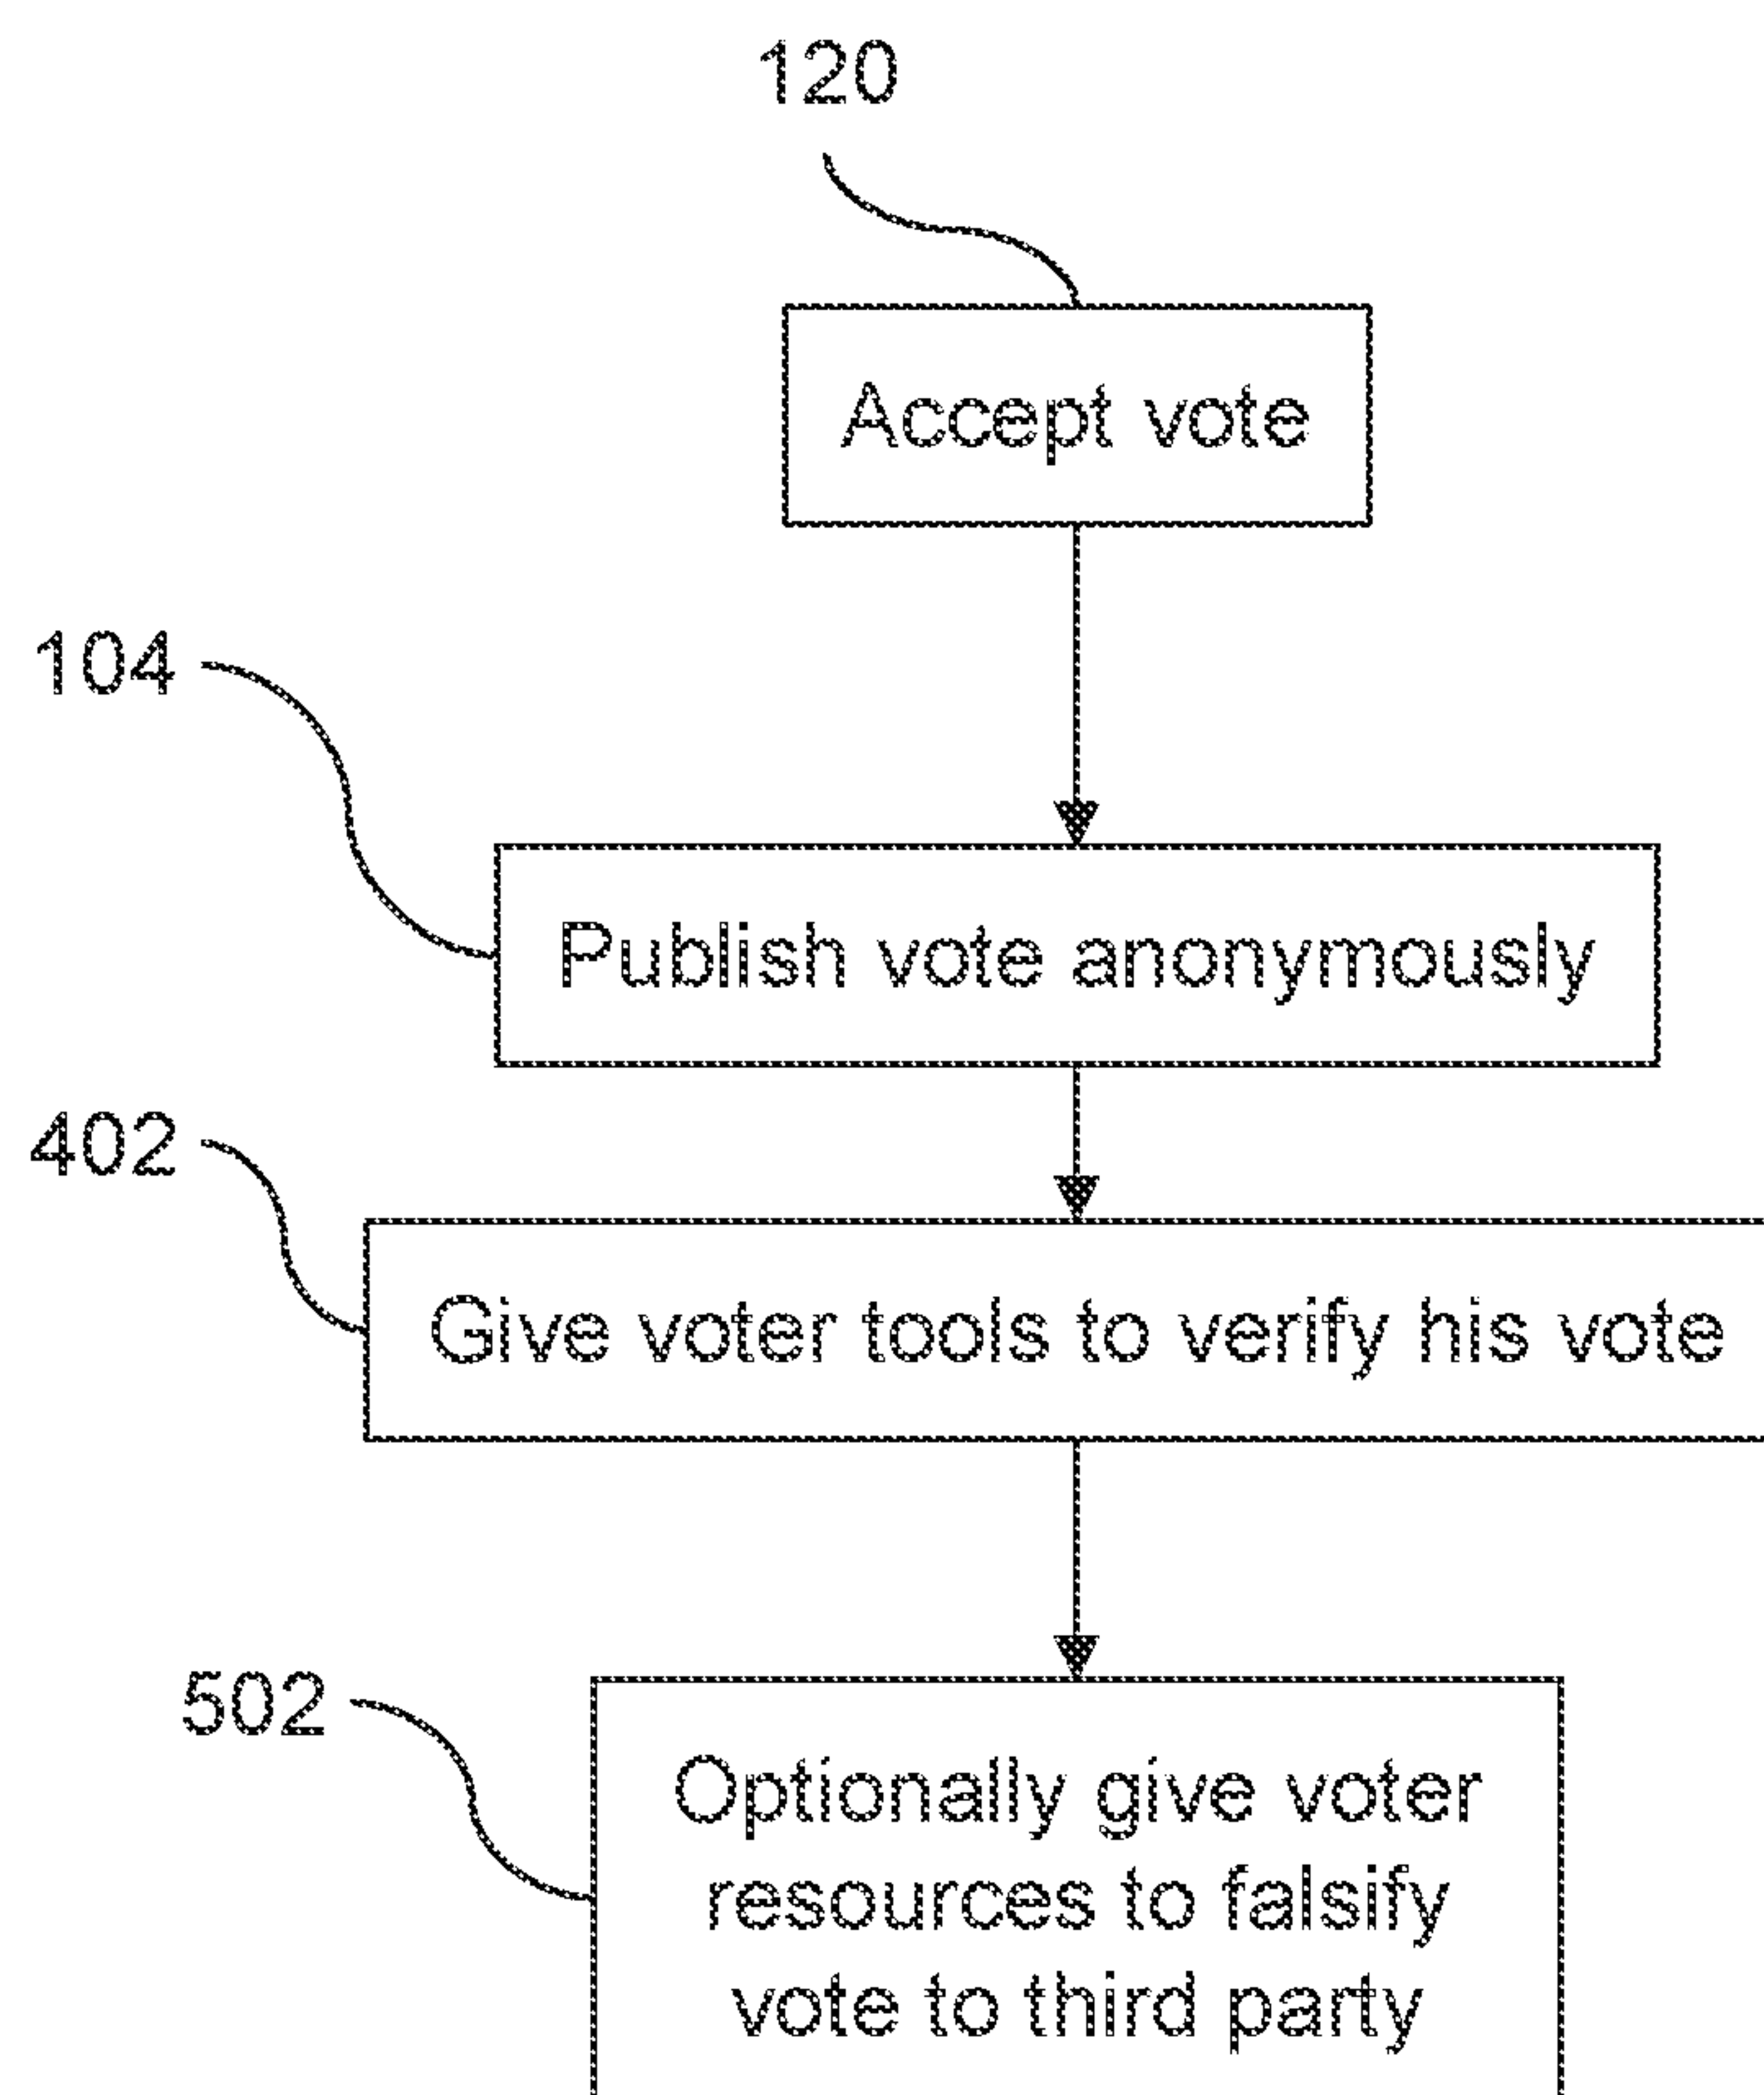 120
Accept vote
104
Publish vote anonymously
402
Give voter tools to verify his vote
502
Optionally give voter
resources to falsify
vote to third party